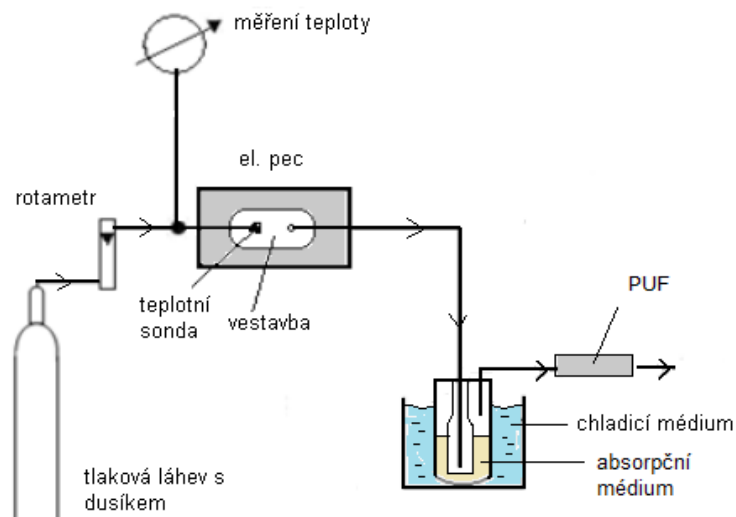 měření teploty
el. pec
rotametr
teplotní
sonda
vestavba
PUF
chladicí médium
absorpční
médium
tlaková láhev s
dusíkem